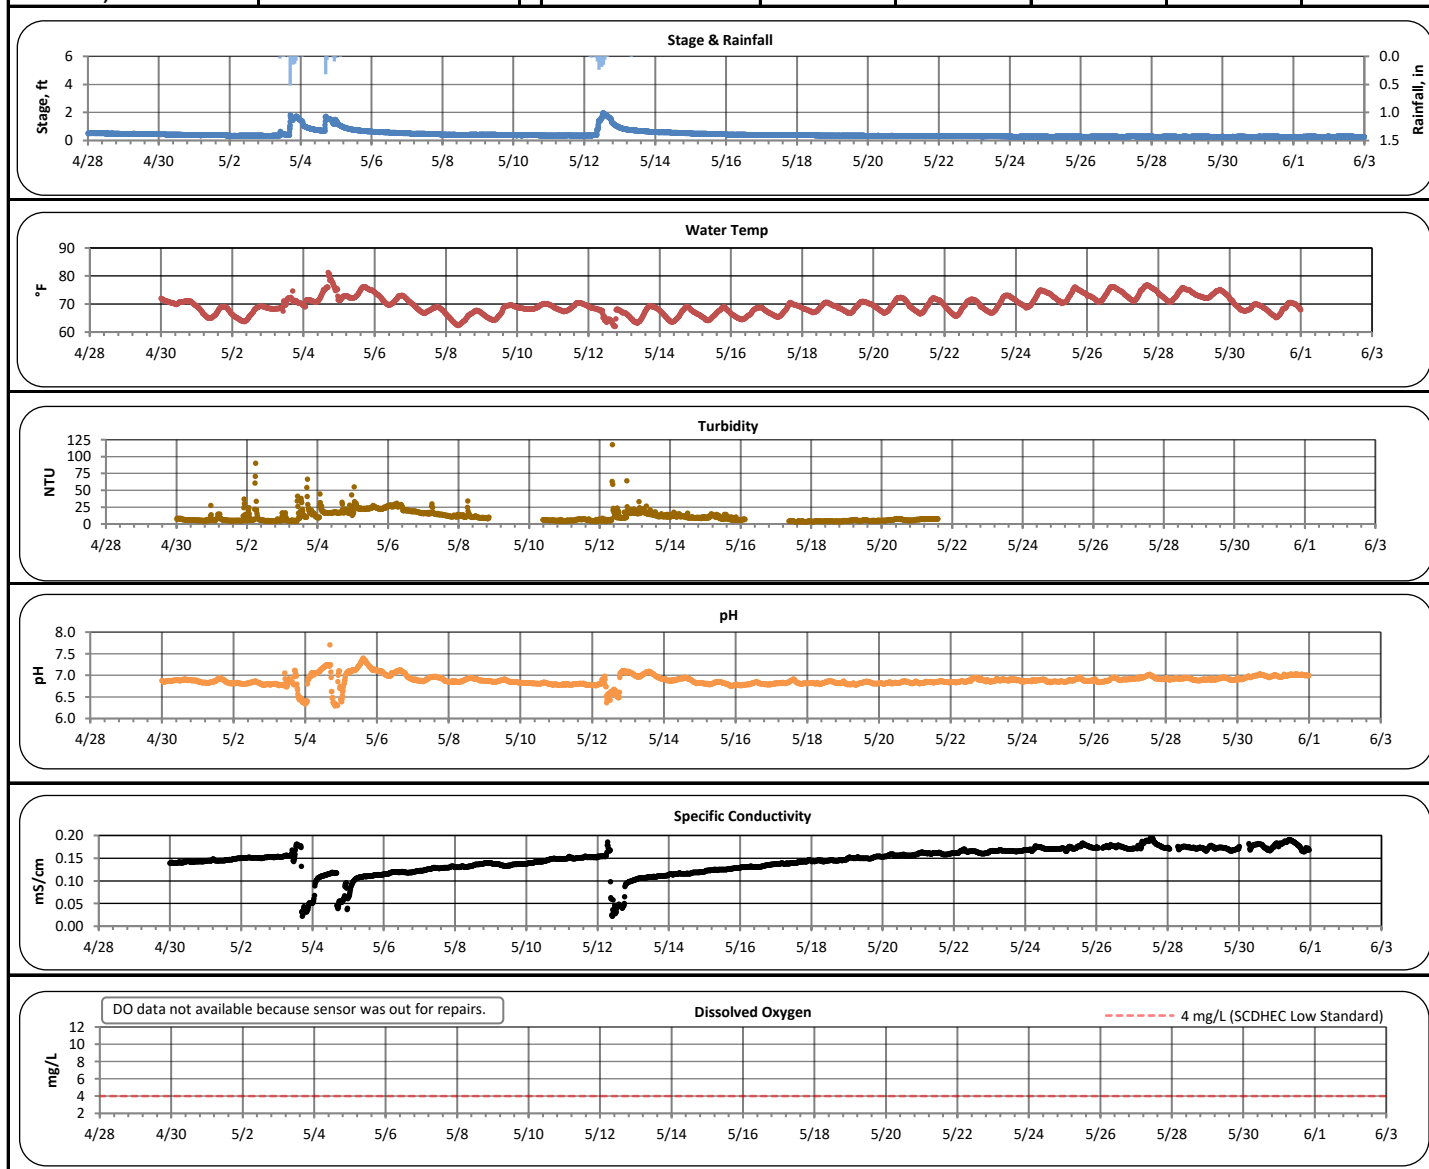 Stage & Rainfall
Stage, ft
6
4
2
0
0.0
0.5
1.0
1.5
Rainfall, in
4/28 4/30 5/2 5/4 5/6 5/8 5/10 5/12 5/14 5/16 5/18 5/20 5/22 5/24 5/26 5/28 5/30 6/1 6/3
Water Temp
°F
90
80
70
60
4/28 4/30 5/2 5/4 5/6 5/8 5/10 5/12 5/14 5/16 5/18 5/20 5/22 5/24 5/26 5/28 5/30 6/1 6/3
Turbidity
NTU
125
100
75
50
25
0
4/28 4/30 5/2 5/4 5/6 5/8 5/10 5/12 5/14 5/16 5/18 5/20 5/22 5/24 5/26 5/28 5/30 6/1 6/3
pH
pH
8.0
7.5
7.0
6.5
6.0
4/28 4/30 5/2 5/4 5/6 5/8 5/10 5/12 5/14 5/16 5/18 5/20 5/22 5/24 5/26 5/28 5/30 6/1 6/3
Specific Conductivity
mS/cm
0.20
0.15
0.10
0.05
0.00
4/28 4/30 5/2 5/4 5/6 5/8 5/10 5/12 5/14 5/16 5/18 5/20 5/22 5/24 5/26 5/28 5/30 6/1 6/3
DO data not available because sensor was out for repairs.
Dissolved Oxygen
4 mg/L (SCDHEC Low Standard)
mg/L
12
10
8
6
4
2
4/28 4/30 5/2 5/4 5/6 5/8 5/10 5/12 5/14 5/16 5/18 5/20 5/22 5/24 5/26 5/28 5/30 6/1 6/3